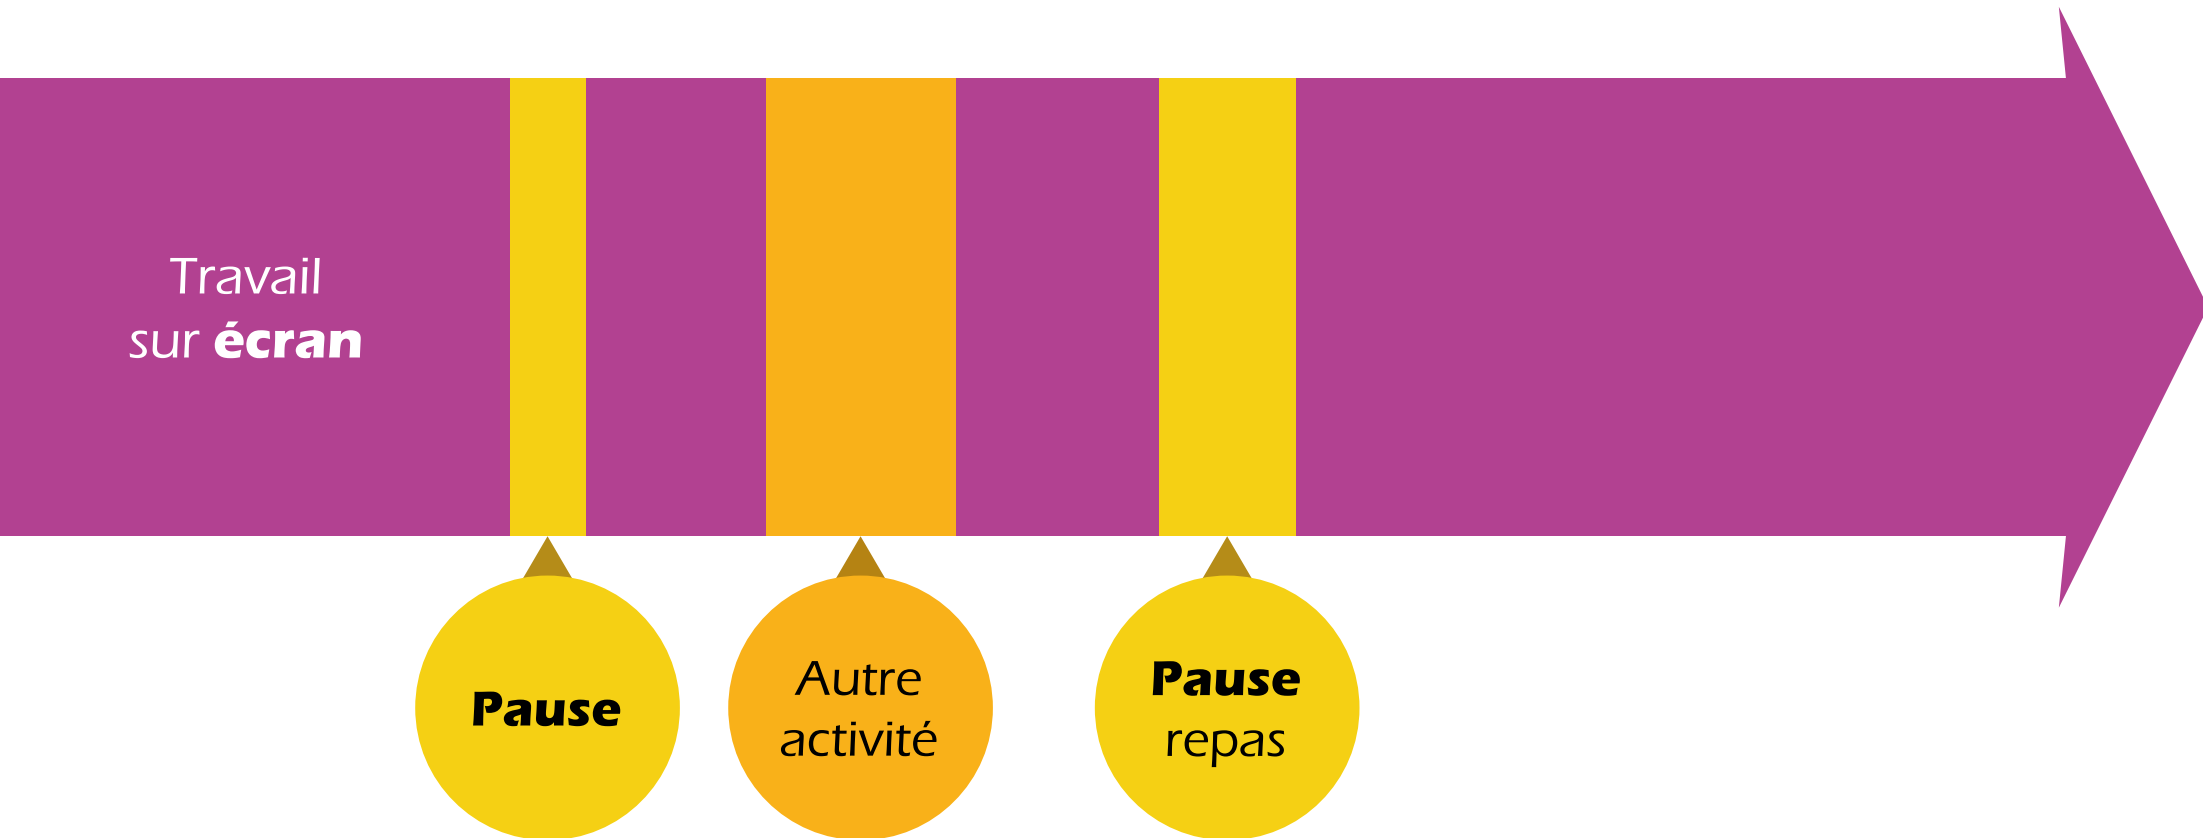 Travail
sur écran
Pause
Autre
activité
Pause
repas